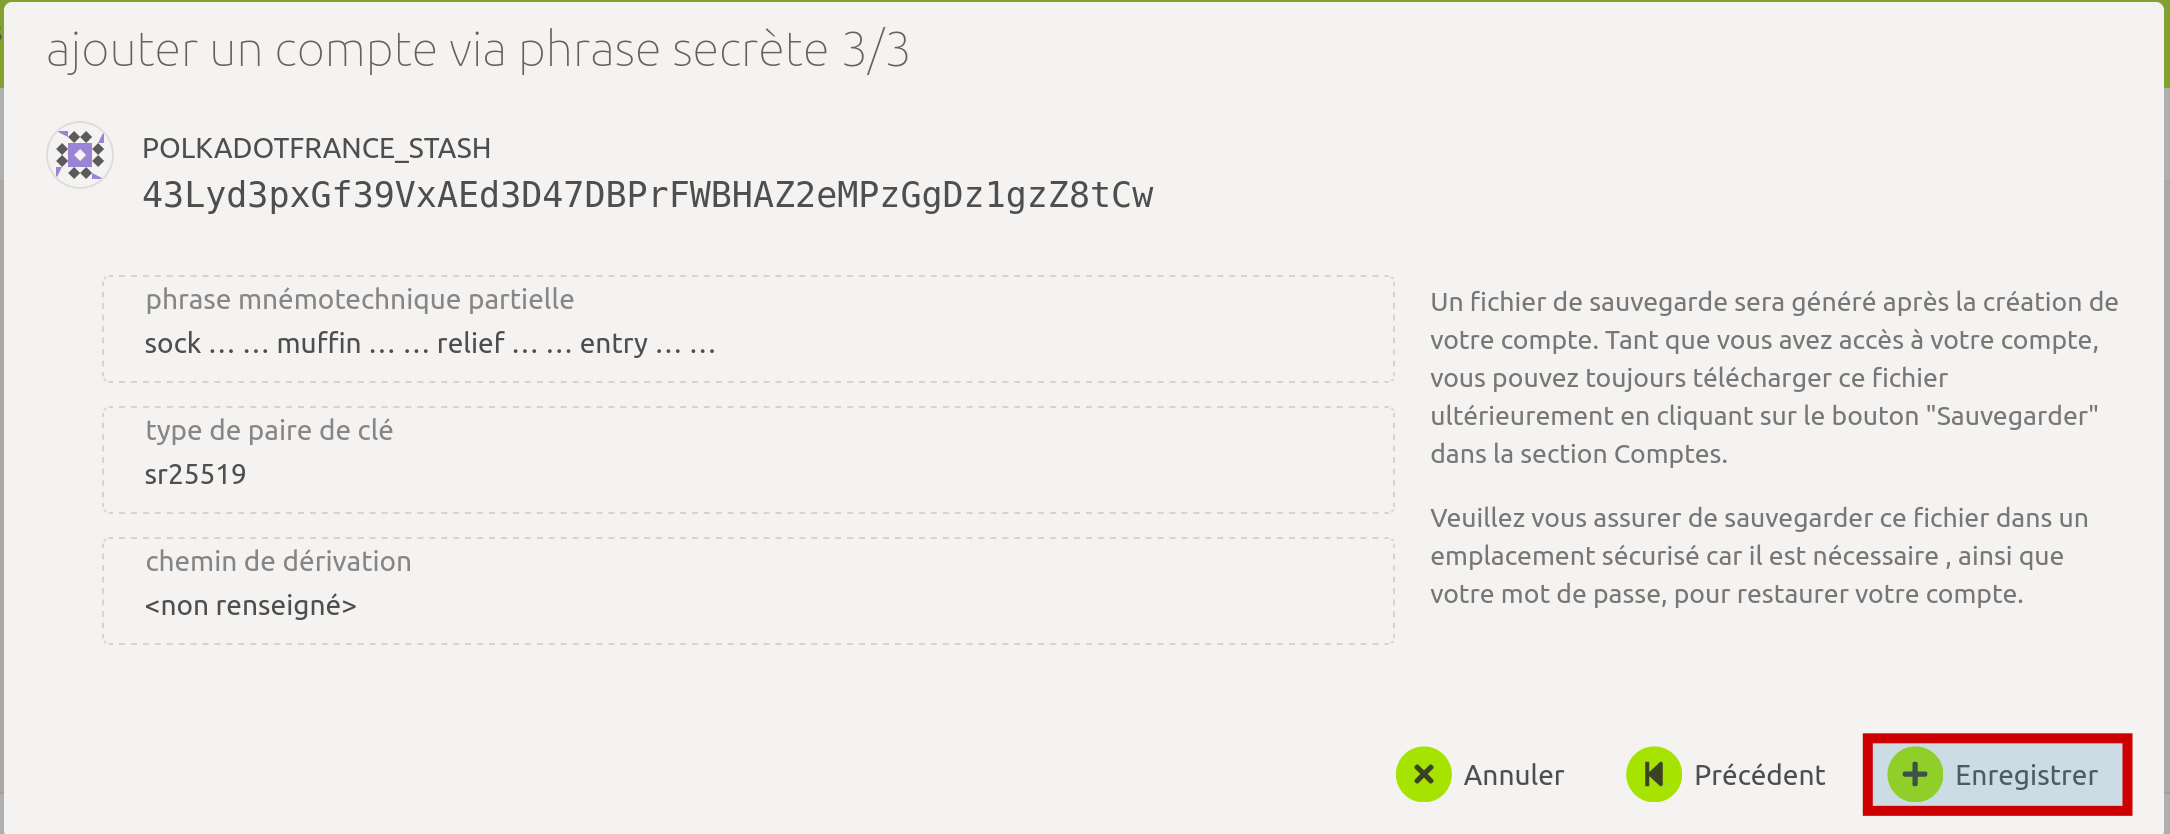 ajouter un compte via phrase secrète 3/3
POLKADOTFRANCE_STASH
43Lyd3pxGf39VxAEd3D47DBPrFWBHAZ2eMPzGgDz1gzZ8tCw
phrase mnémotechnique partielle
sock … … muffin … … relief … … entry … …
type de paire de clé
sr25519
chemin de dérivation
<non renseigné>
Un fichier de sauvegarde sera généré après la création de
votre compte. Tant que vous avez accès à votre compte,
vous pouvez toujours télécharger ce fichier
ultérieurement en cliquant sur le bouton "Sauvegarder"
dans la section Comptes.
Veuillez vous assurer de sauvegarder ce fichier dans un
emplacement sécurisé car il est nécessaire , ainsi que
votre mot de passe, pour restaurer votre compte.
Annuler
Précédent
Enregistrer